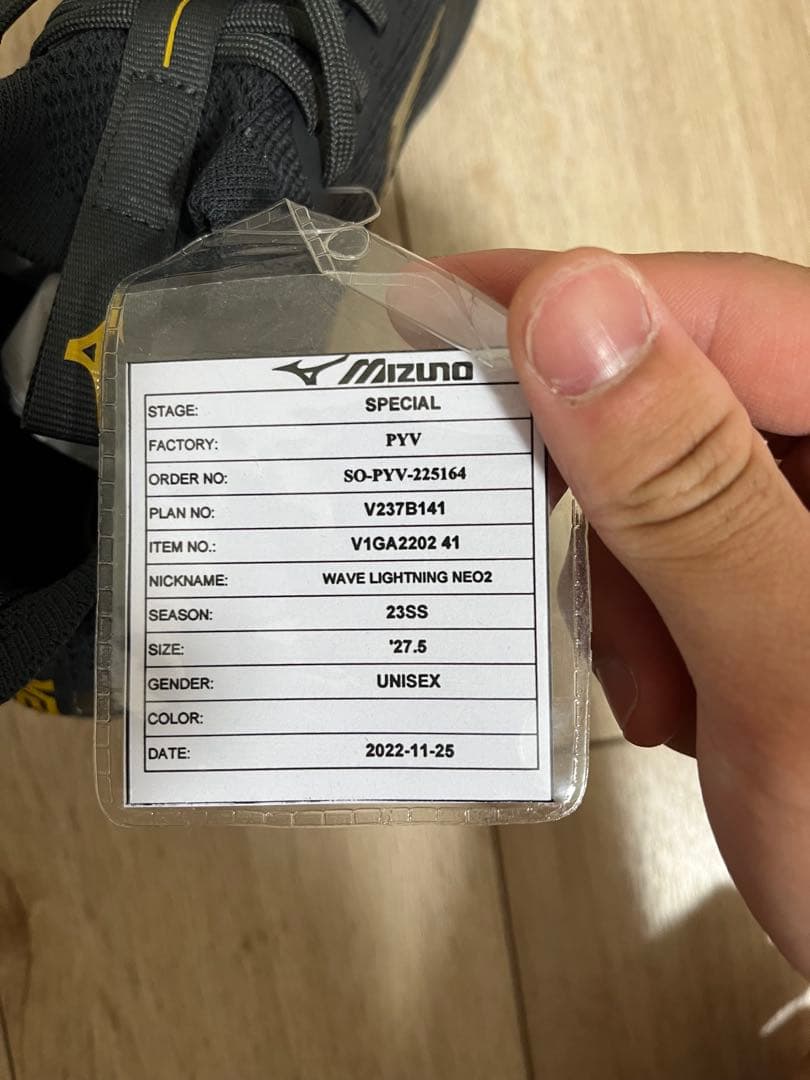 MIZUNO
STAGE: SPECIAL
FACTORY: PYV
ORDER NO: SO-PYV-225164
PLAN NO: V237B141
ITEM NO.: V1GA2202 41
NICKNAME: WAVE LIGHTNING NEO2
SEASON: 23SS
SIZE: '27.5
GENDER: UNISEX
COLOR:
DATE: 2022-11-25